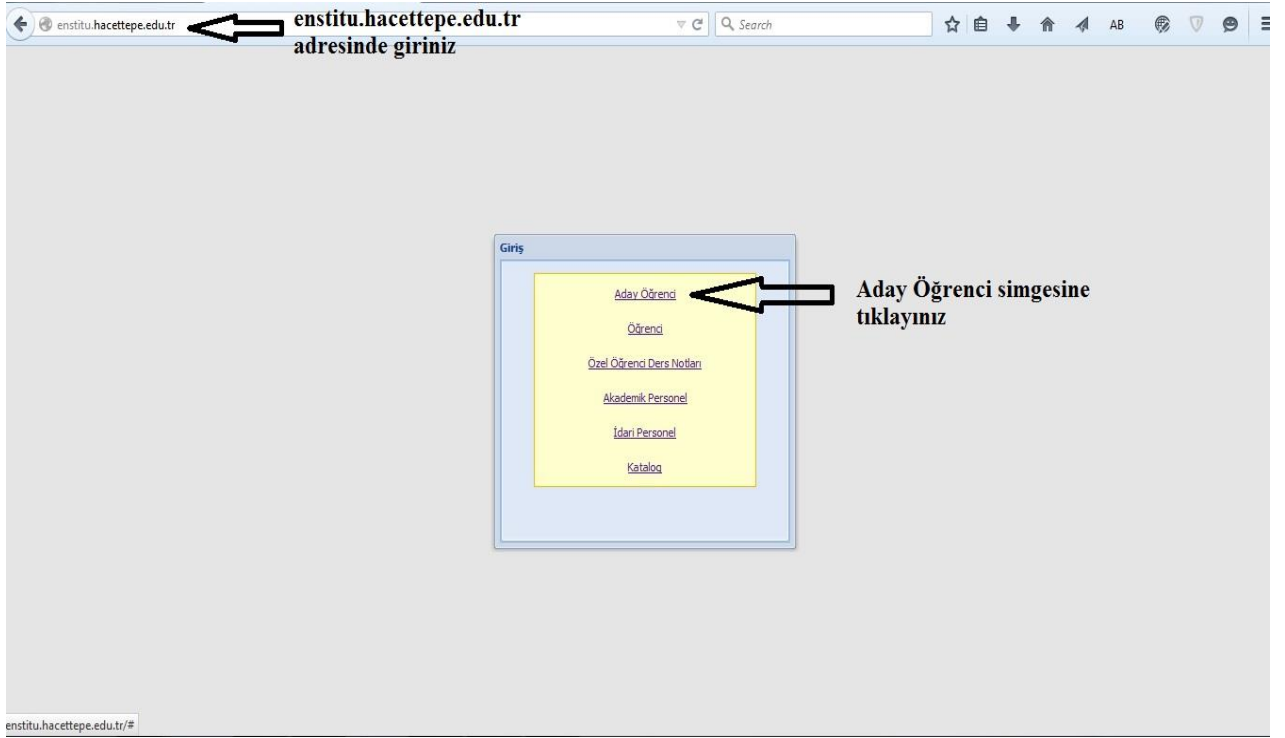 enstitu.hacettepe.edu.tr
enstitu.hacettepe.edu.tr
adresinde giriniz
Search
AB
Giriş
Aday Öğrenci
Aday Öğrenci simgesine
tıklayınız
Öğrenci
Özel Öğrenci Ders Notları
Akademik Personel
İdari Personel
Katalog
enstitu.hacettepe.edu.tr/#